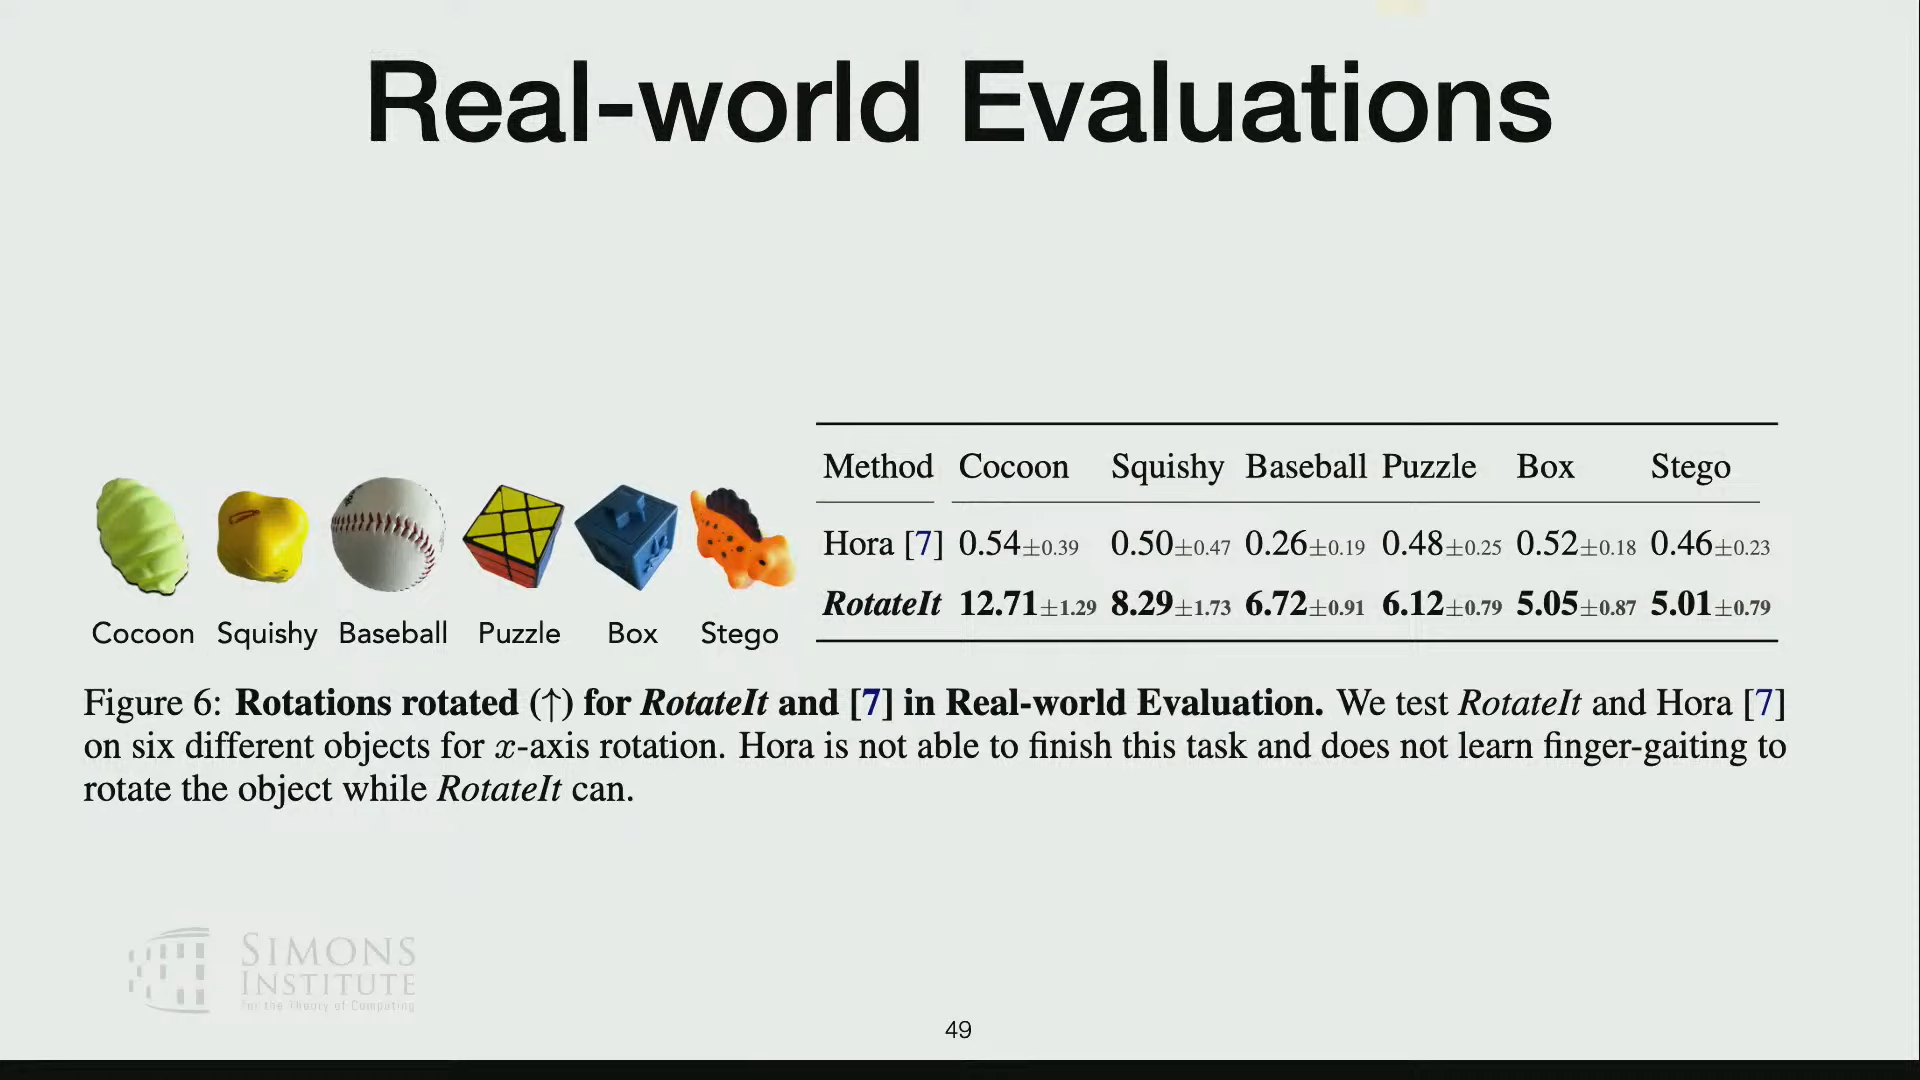 Real-world Evaluations
Method Cocoon Squishy Baseball Puzzle Box Stego
Hora [7] 0.54±0.39 0.50±0.47 0.26±0.19 0.48±0.25 0.52±0.18 0.46±0.23
RotateIt 12.71±1.29 8.29±1.73 6.72±0.91 6.12±0.79 5.05±0.87 5.01±0.79
Cocoon Squishy Baseball Puzzle Box Stego
Figure 6: Rotations rotated (↑) for RotateIt and [7] in Real-world Evaluation. We test RotateIt and Hora [7]
on six different objects for x-axis rotation. Hora is not able to finish this task and does not learn finger-gaiting to
rotate the object while RotateIt can.
SIMONS
INSTITUTE
for the Theory of Computing
49